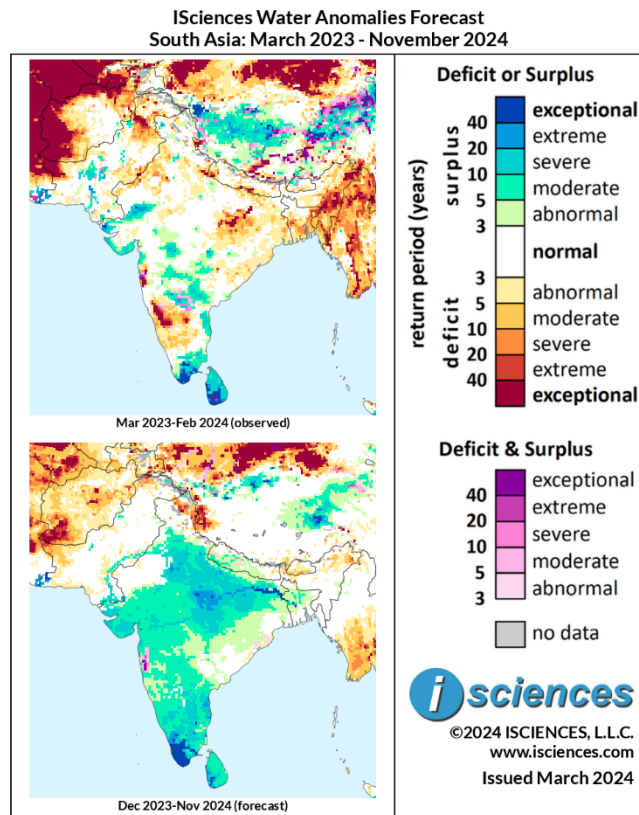 ISciences Water Anomalies Forecast
South Asia: March 2023 - November 2024
Mar 2023-Feb 2024 (observed)
Dec 2023-Nov 2024 (forecast)
Deficit or Surplus
return period (years)
surplus
deficit
40 exceptional
20 extreme
10 severe
5 moderate
3 abnormal
normal
3 abnormal
5 moderate
10 severe
20 extreme
40 exceptional
Deficit & Surplus
40 exceptional
20 extreme
10 severe
5 moderate
3 abnormal
no data
i sciences
©2024 ISCIENCES, L.L.C.
www.isciences.com
Issued March 2024